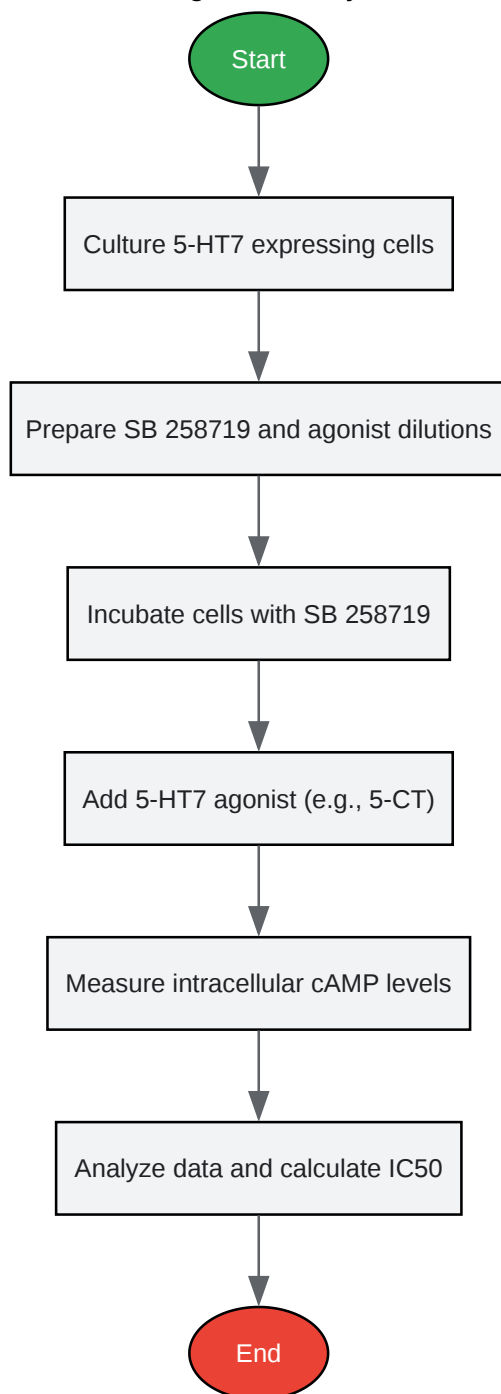 Start
Culture 5-HT7 expressing cells
Prepare SB 258719 and agonist dilutions
Incubate cells with SB 258719
Add 5-HT7 agonist (e.g., 5-CT)
Measure intracellular cAMP levels
Analyze data and calculate IC50
End